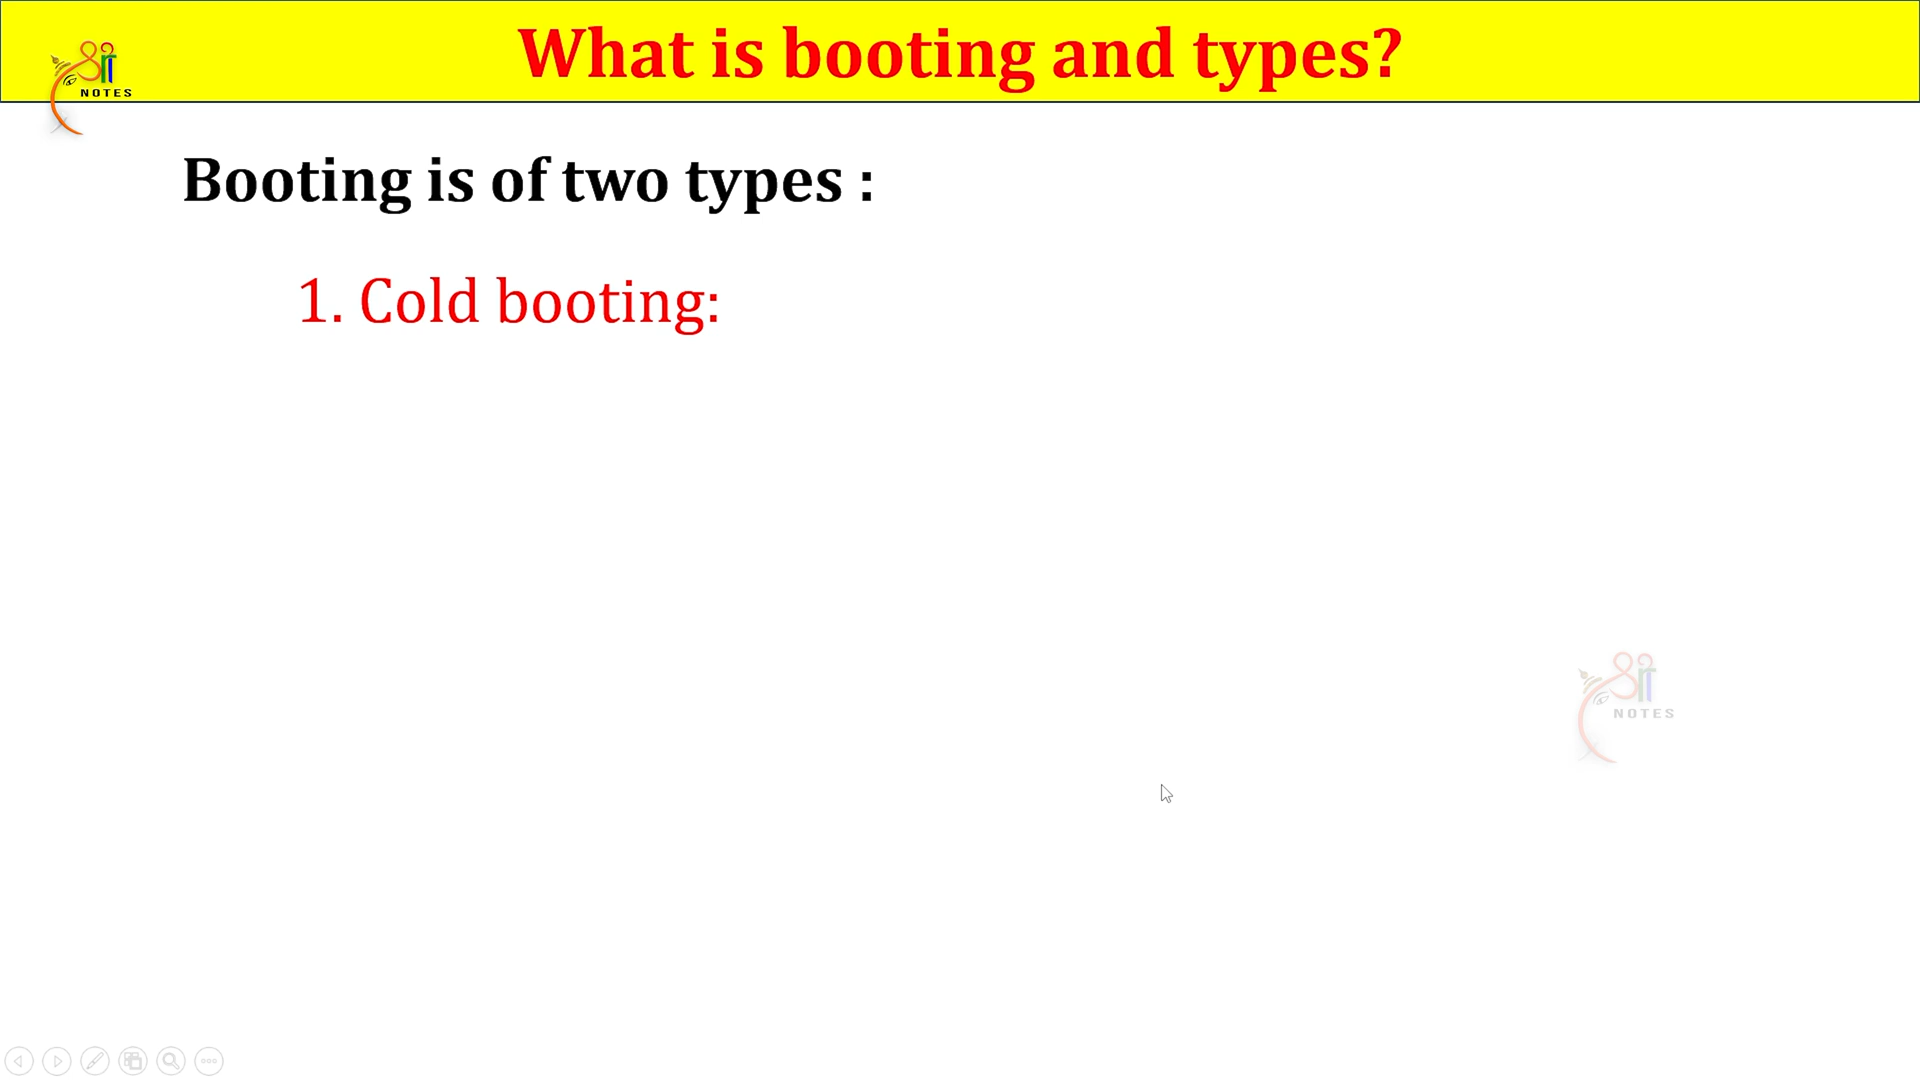 What is booting and types?
श्री
NOTES
Booting is of two types :
1. Cold booting:
श्री
NOTES